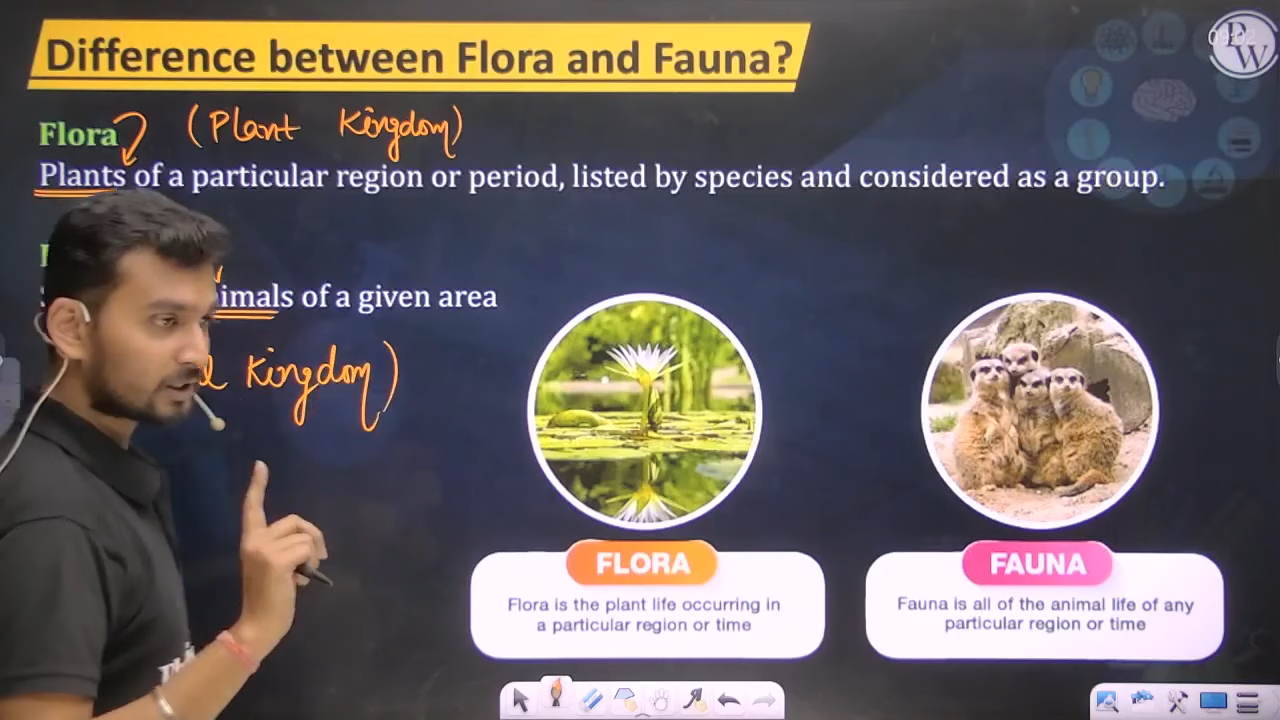 Difference between Flora and Fauna?
Flora (Plant Kingdom)
Plants of a particular region or period, listed by species and considered as a group.
of a given area
Kingdom)
FLORA
Flora is the plant life occurring in
a particular region or time
FAUNA
Fauna is all of the animal life of any
particular region or time
PW